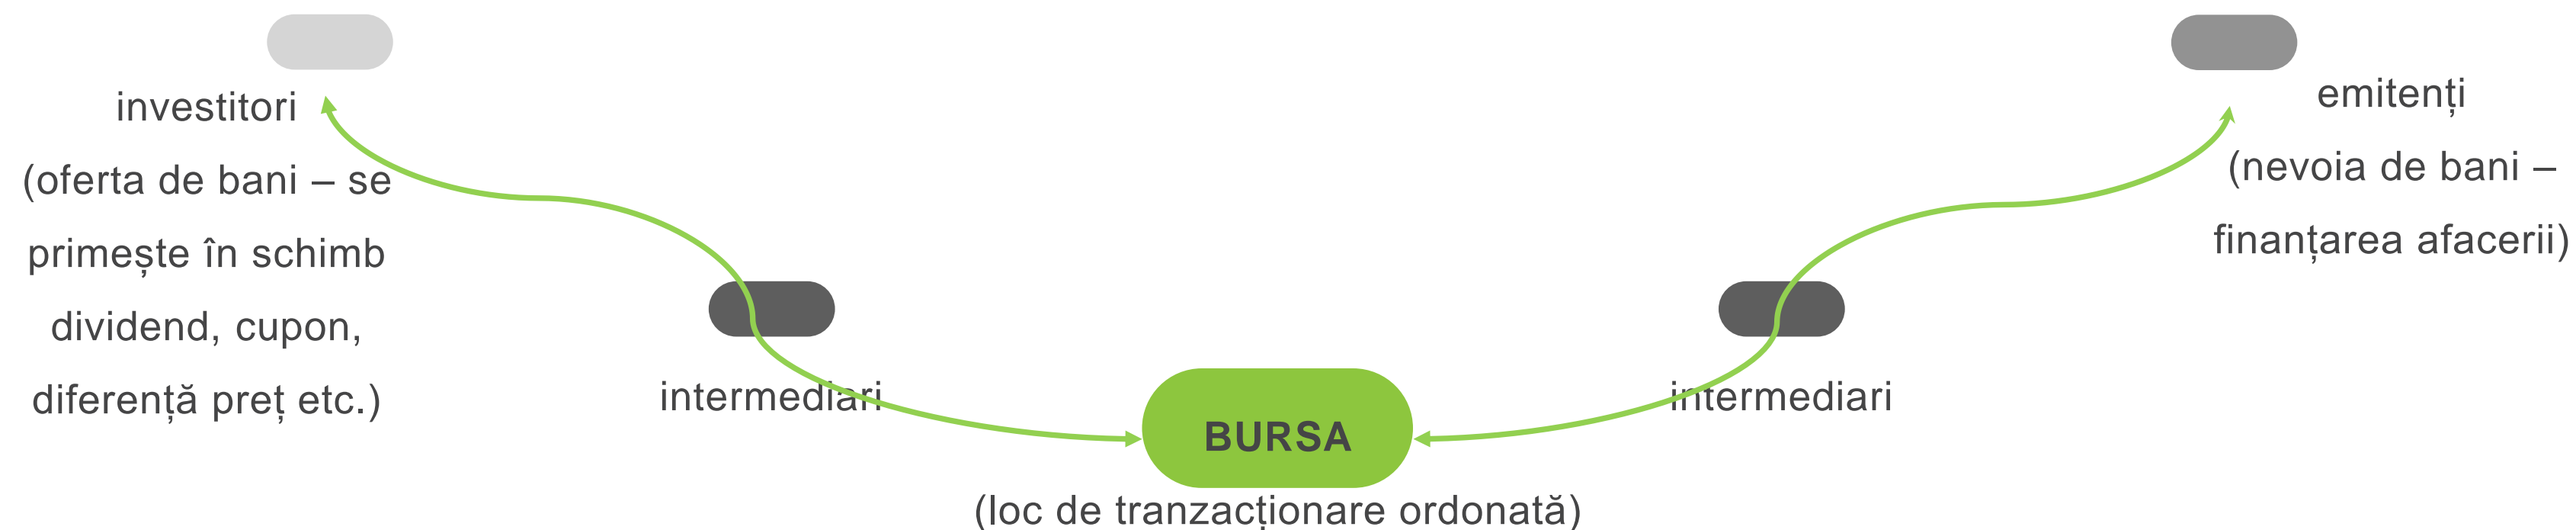 investitori
(oferta de bani – se
primește în schimb
dividend, cupon,
diferență preț etc.)
intermediari
BURSA
(loc de tranzacționare ordonată)
intermediari
emitenți
(nevoia de bani –
finanțarea afacerii)